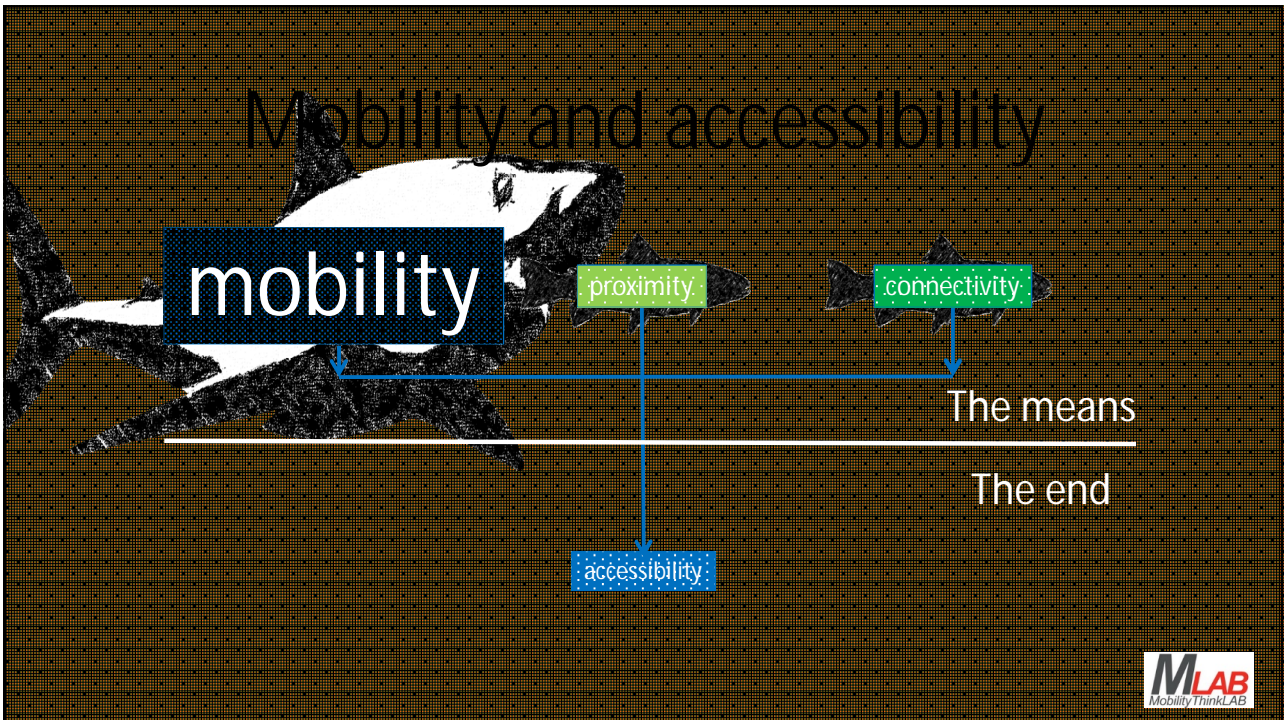 Mobility and accessibility
mobility
proximity
connectivity
The means
The end
accessibility
MLAB
MobilityThinkLAB